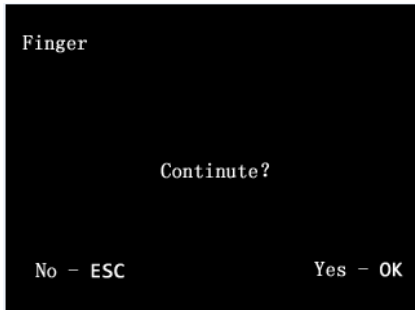 Finger
Continute?
No - ESC
Yes - OK